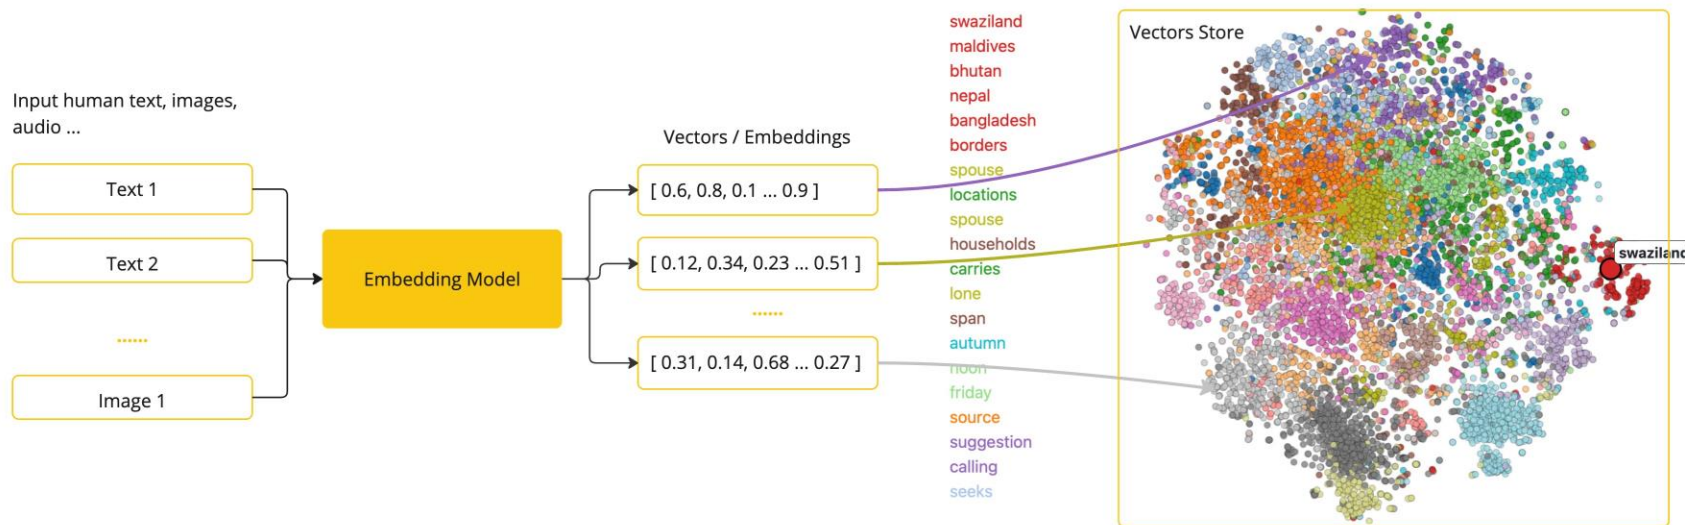 Input human text, images,
audio ...
Text 1
Text 2
......
Image 1
Embedding Model
Vectors / Embeddings
[ 0.6, 0.8, 0.1 ... 0.9 ]
[ 0.12, 0.34, 0.23 ... 0.51 ]
......
[ 0.31, 0.14, 0.68 ... 0.27 ]
swaziland
maldives
bhutan
nepal
bangladesh
borders
spouse
locations
spouse
households
carries
lone
span
autumn
noon
friday
source
suggestion
calling
seeks
Vectors Store
swaziland